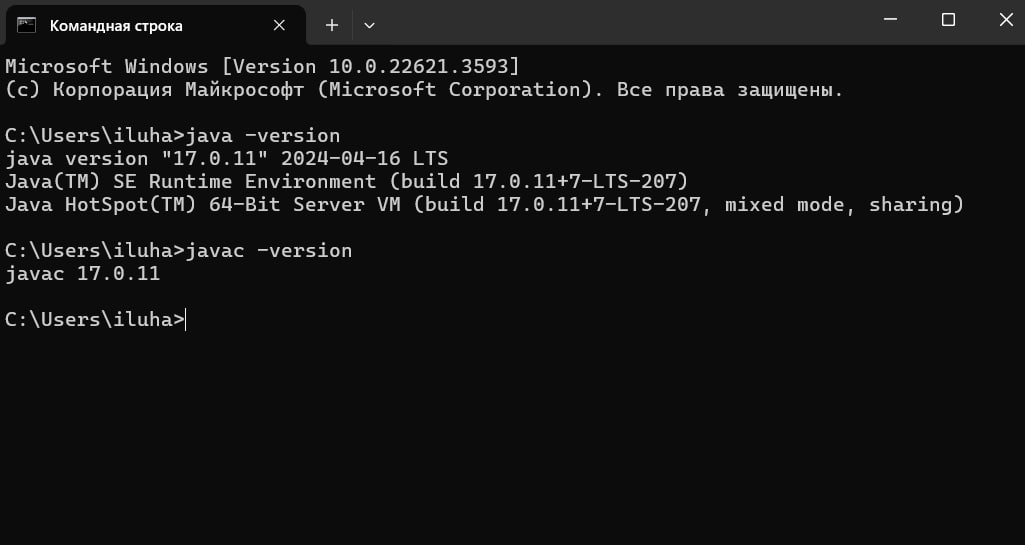 Командная строка
Microsoft Windows [Version 10.0.22621.3593]
(c) Корпорация Майкрософт (Microsoft Corporation). Все права защищены.
C:\Users\iluha>java -version
java version "17.0.11" 2024-04-16 LTS
Java(TM) SE Runtime Environment (build 17.0.11+7-LTS-207)
Java HotSpot(TM) 64-Bit Server VM (build 17.0.11+7-LTS-207, mixed mode, sharing)
C:\Users\iluha>javac -version
javac 17.0.11
C:\Users\iluha>